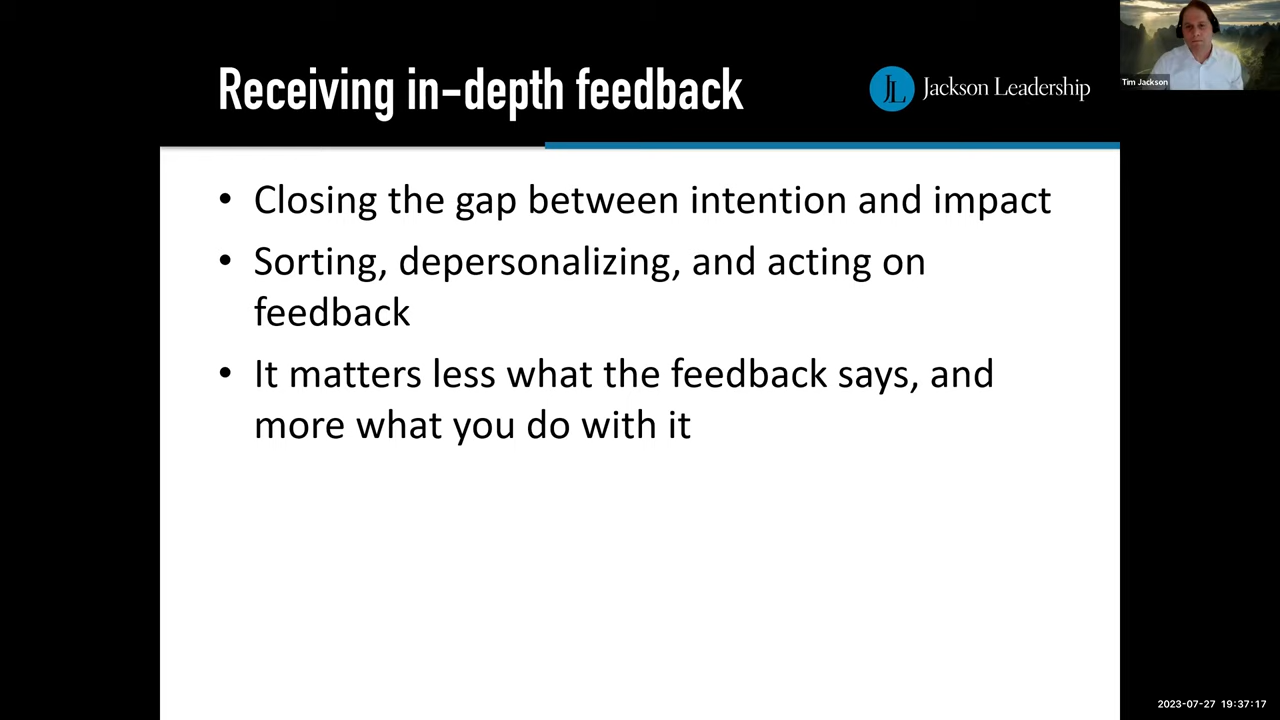 Receiving in-depth feedback
JL Jackson Leadership
Tim Jackson
• Closing the gap between intention and impact
• Sorting, depersonalizing, and acting on
feedback
• It matters less what the feedback says, and
more what you do with it
2023-07-27 19:37:17